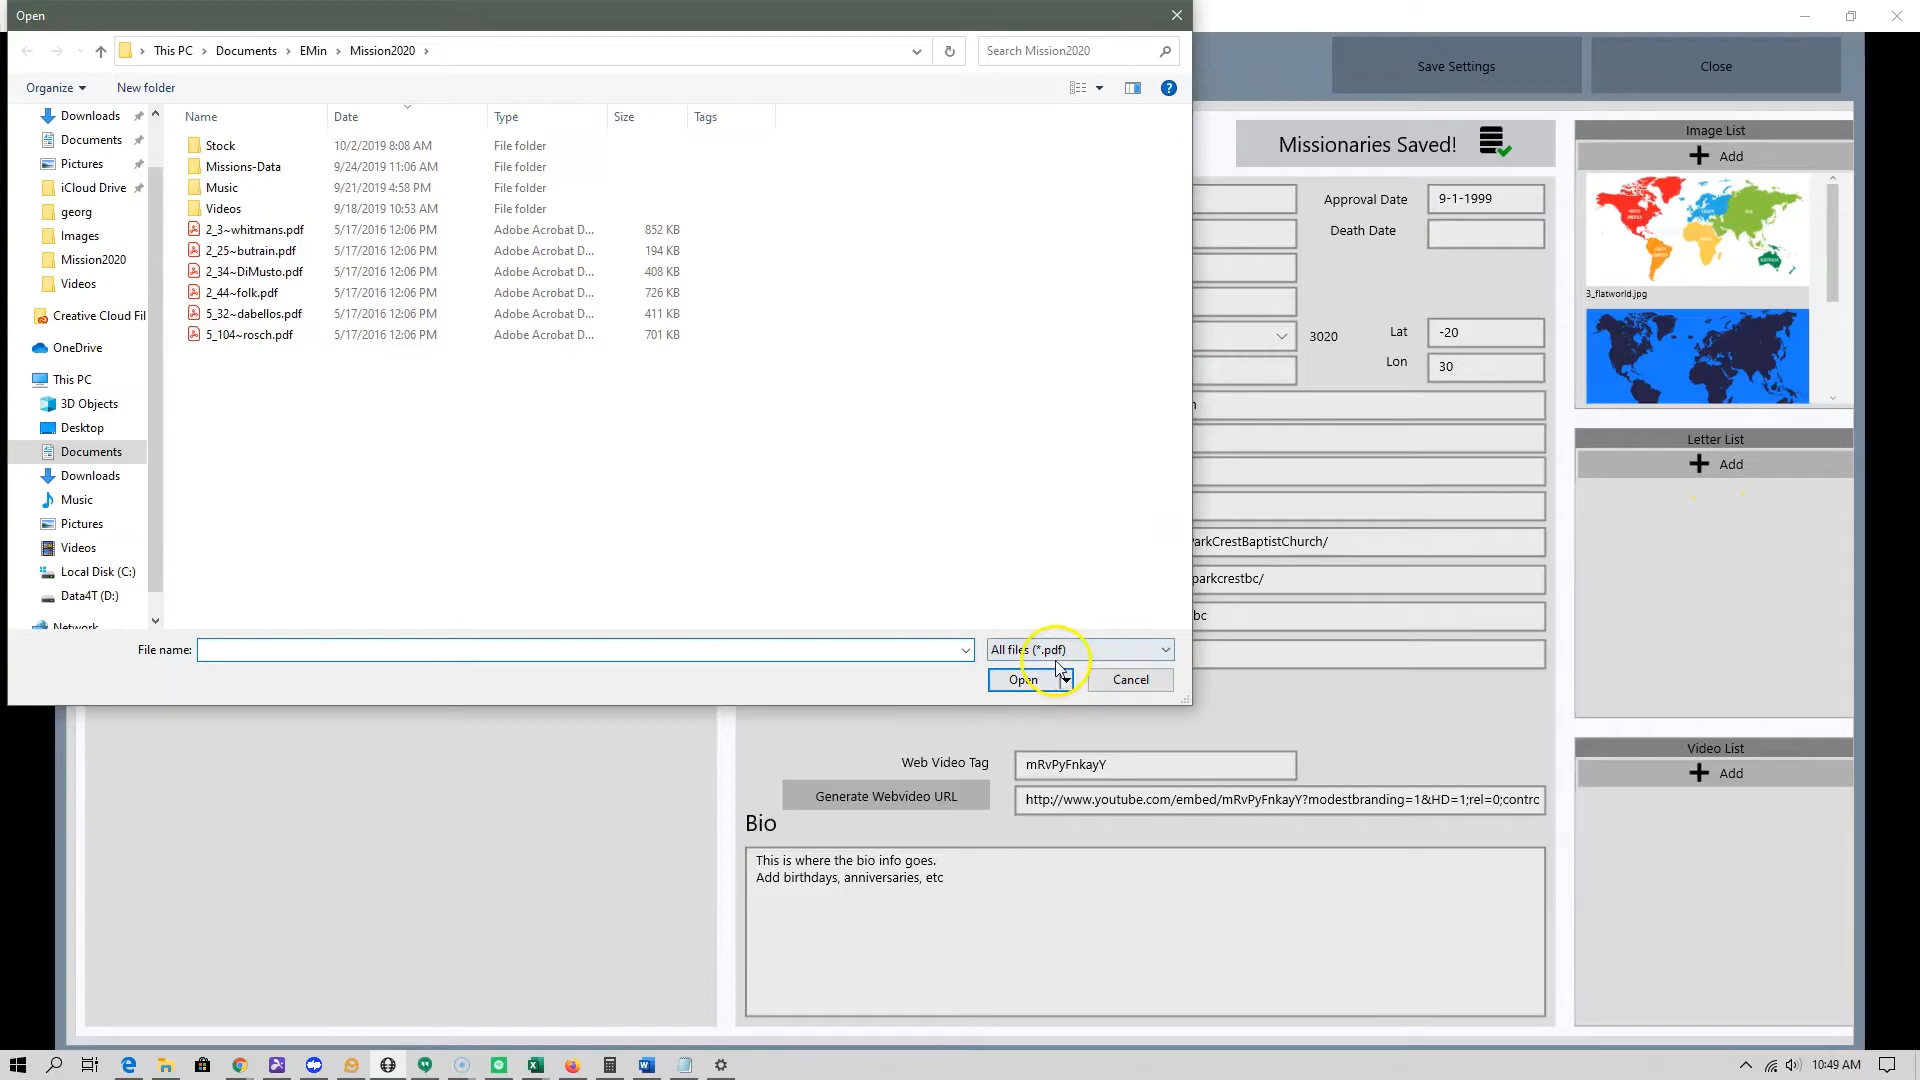 Open
This PC
Documents
EMin
Mission2020
Search Mission2020
Organize
New folder
Save Settings
Close
Downloads
Documents
Pictures
iCloud Drive
georg
Images
Mission2020
Videos
Creative Cloud Fil
OneDrive
This PC
3D Objects
Desktop
Documents
Downloads
Music
Pictures
Videos
Local Disk (C:)
Data4T (D:)
Network
Name Date Type Size Tags
Stock 10/2/2019 8:08 AM File folder
Missions-Data 9/24/2019 11:06 AM File folder
Music 9/21/2019 4:58 PM File folder
Videos 9/18/2019 10:53 AM File folder
2_3~whitmans.pdf 5/17/2016 12:06 PM Adobe Acrobat D... 852 KB
2_25~butrain.pdf 5/17/2016 12:06 PM Adobe Acrobat D... 194 KB
2_34~DiMusto.pdf 5/17/2016 12:06 PM Adobe Acrobat D... 408 KB
2_44~folk.pdf 5/17/2016 12:06 PM Adobe Acrobat D... 726 KB
5_32~dabellos.pdf 5/17/2016 12:06 PM Adobe Acrobat D... 411 KB
5_104~rosch.pdf 5/17/2016 12:06 PM Adobe Acrobat D... 701 KB
File name:
All files (*.pdf)
Open
Cancel
Missionaries Saved!
Approval Date 9-1-1999
Death Date
3020
Lat -20
Lon 30
n
arkCrestBaptistChurch/
parkcrestbc/
bc
Web Video Tag mRvPyFnkayY
Generate Webvideo URL http://www.youtube.com/embed/mRvPyFnkayY?modestbranding=1&HD=1;rel=0;contrc
Bio
This is where the bio info goes.
Add birthdays, anniversaries, etc
Image List
Add
3_flatworld.jpg
Letter List
Add
Video List
Add
10:49 AM